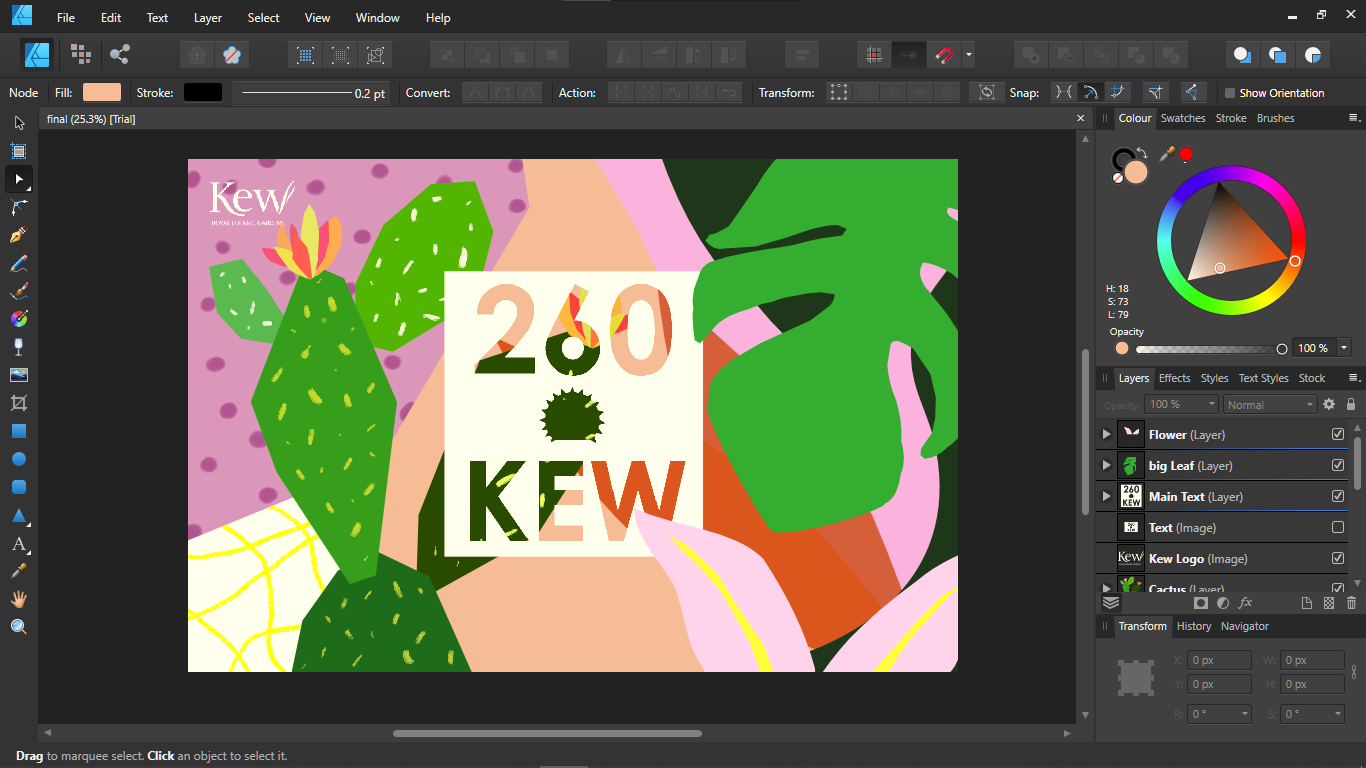 File Edit Text Layer Select View Window Help
Node Fill: Stroke: 0.2 pt Convert: Action: Transform: Snap: Show Orientation
final (25.3%) [Trial]
Colour Swatches Stroke Brushes
H: 18
S: 73
L: 79
Opacity
100 %
Layers Effects Styles Text Styles Stock
Opacity: 100 % Normal
Flower (Layer)
big Leaf (Layer)
Main Text (Layer)
Text (Image)
Kew Logo (Image)
Cactus (Layer)
Transform History Navigator
X: 0 px W: 0 px
Y: 0 px H: 0 px
R: 0 ° S: 0 °
Kew
ROYAL BOTANIC GARDENS
260
KEW
Drag to marquee select. Click an object to select it.